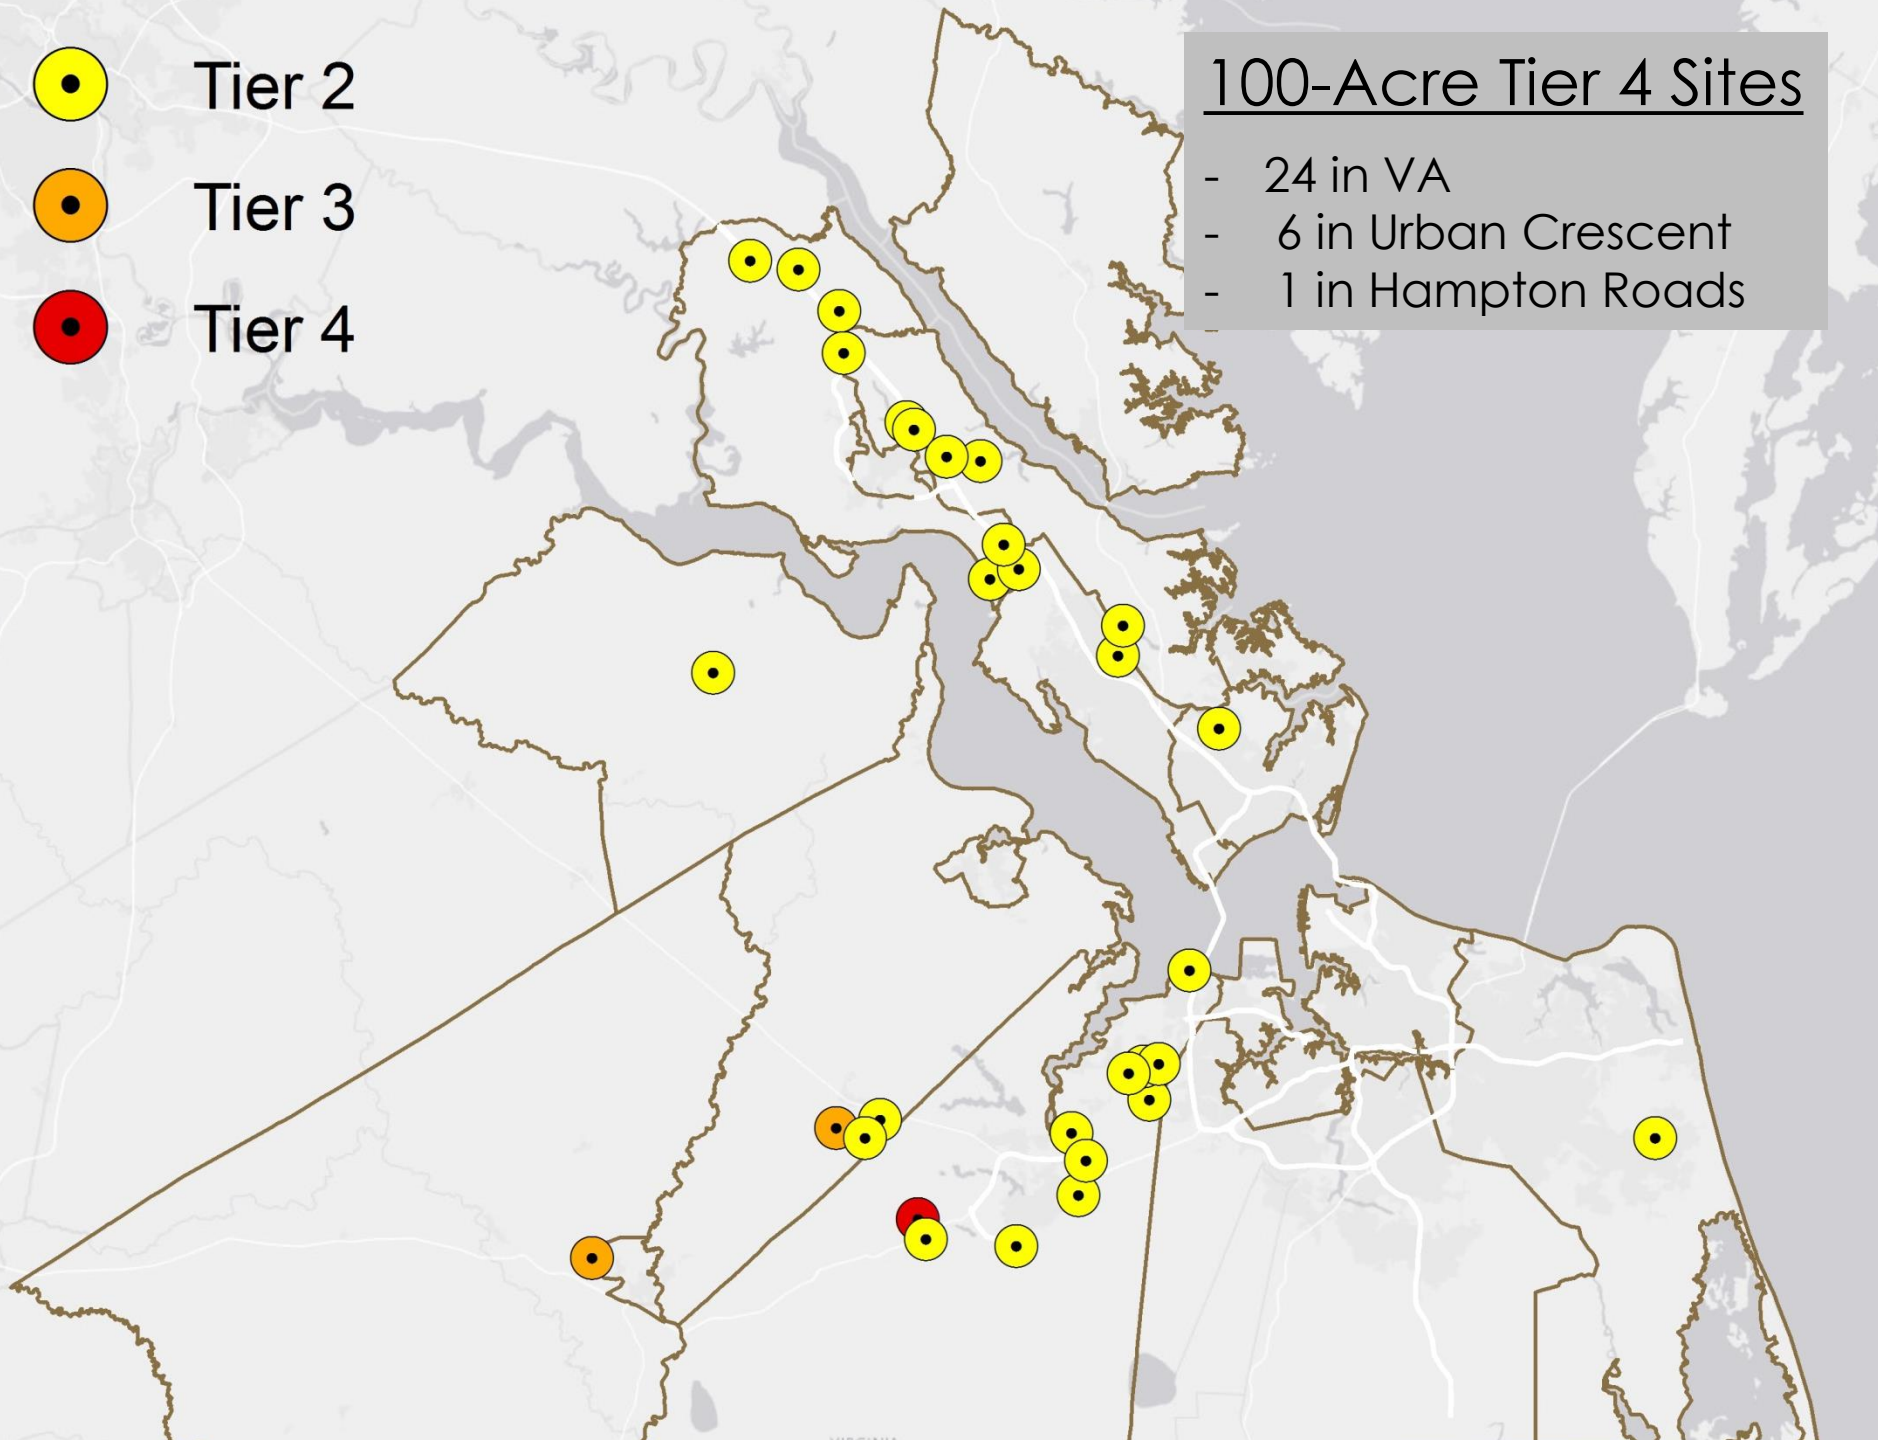 Tier 2
Tier 3
Tier 4
100-Acre Tier 4 Sites
- 24 in VA
- 6 in Urban Crescent
- 1 in Hampton Roads
-